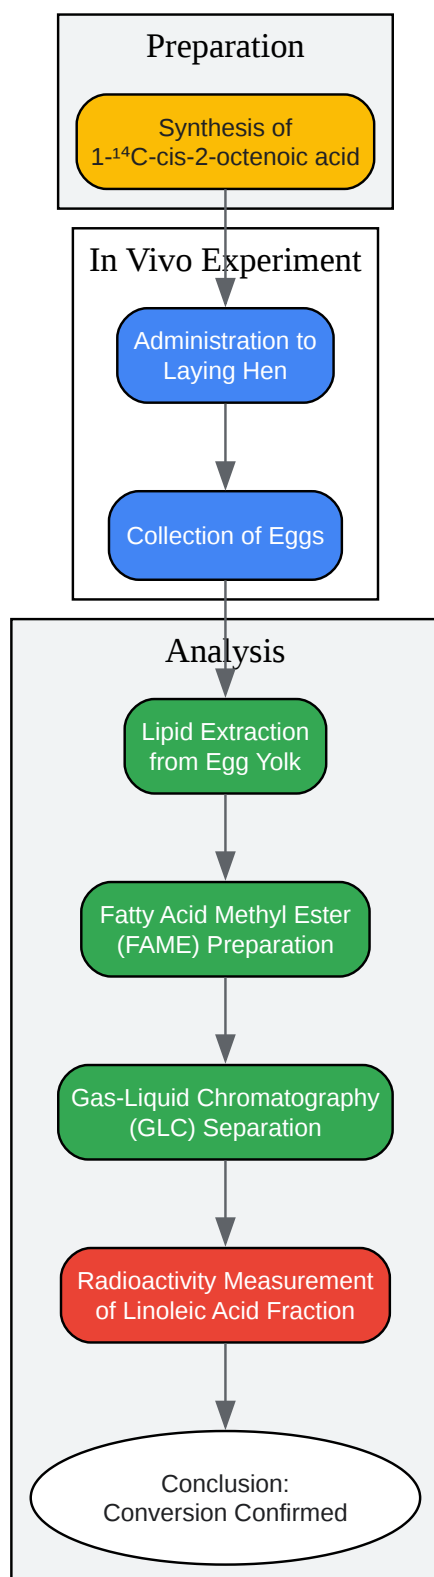 Preparation
Synthesis of
1-¹⁴C-cis-2-octenoic acid
In Vivo Experiment
Administration to
Laying Hen
Collection of Eggs
Analysis
Lipid Extraction
from Egg Yolk
Fatty Acid Methyl Ester
(FAME) Preparation
Gas-Liquid Chromatography
(GLC) Separation
Radioactivity Measurement
of Linoleic Acid Fraction
Conclusion:
Conversion Confirmed